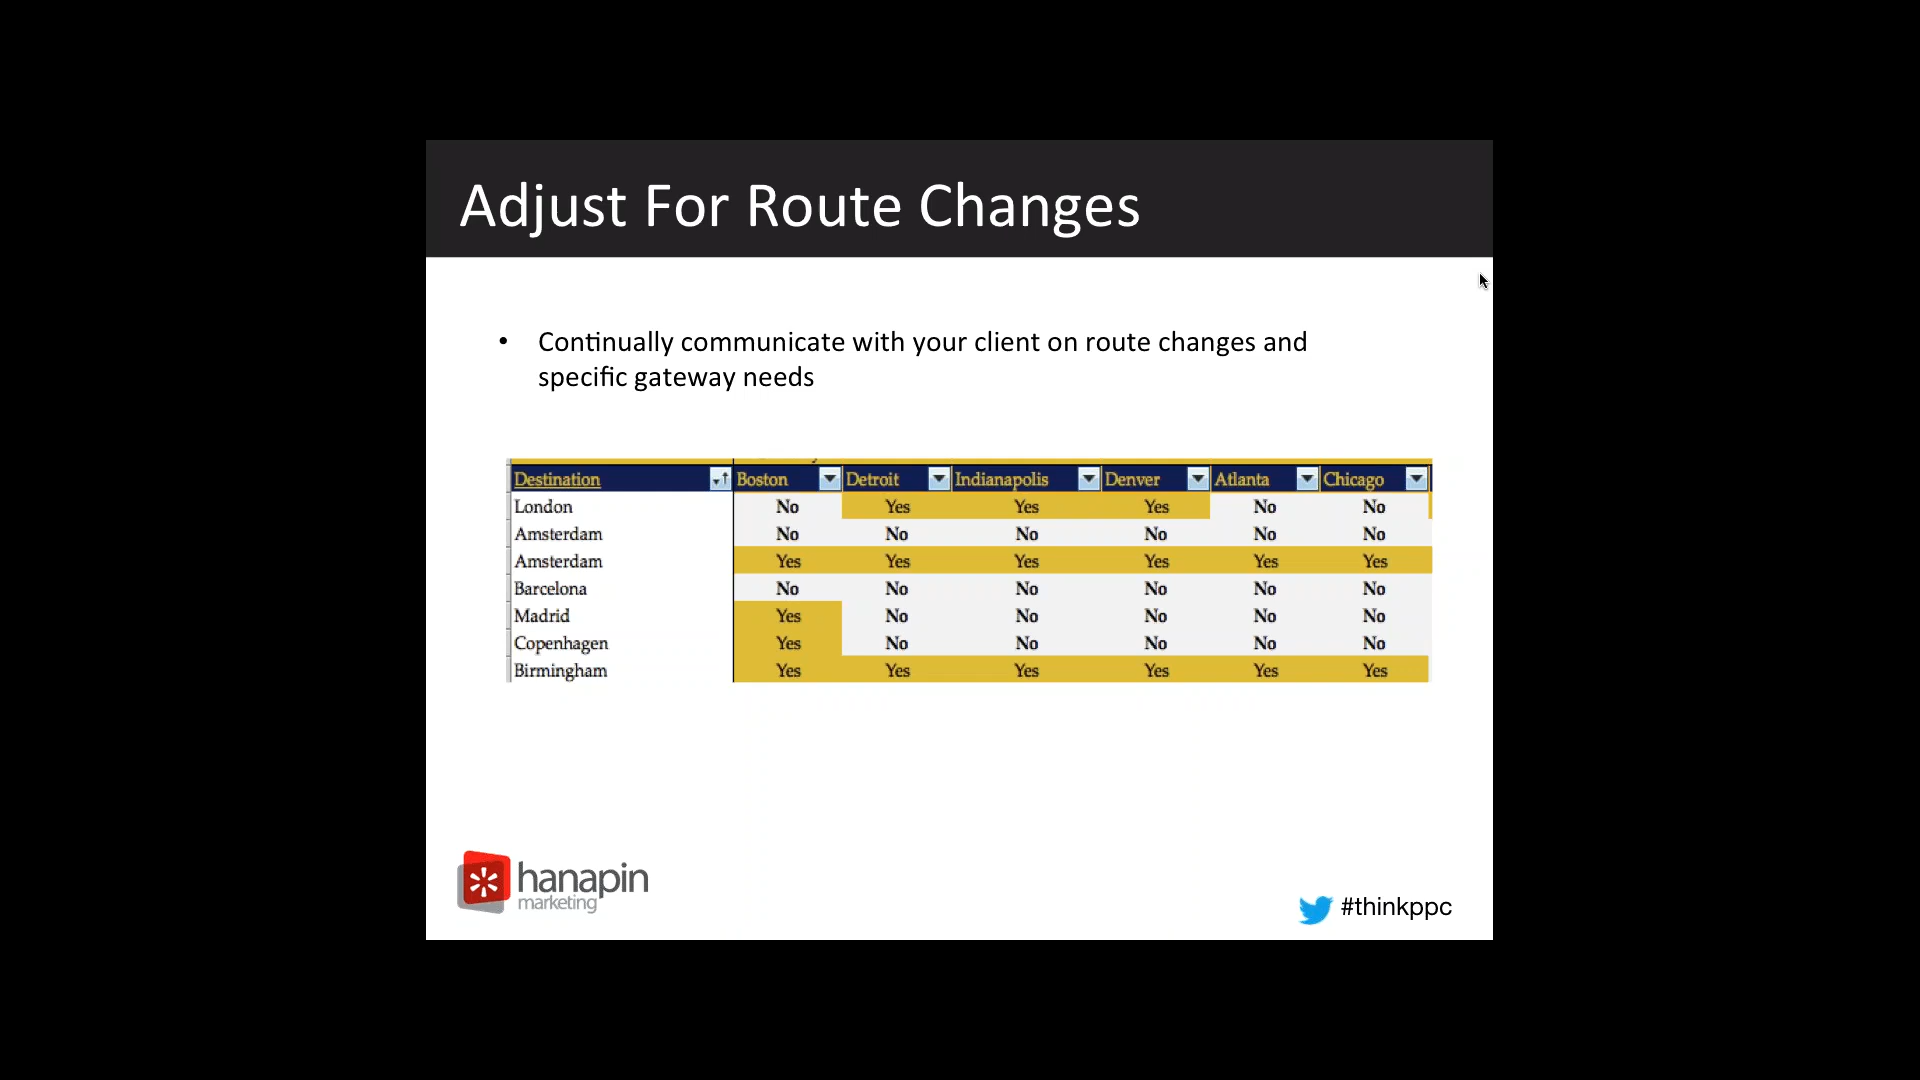 Adjust For Route Changes
• Continually communicate with your client on route changes and
specific gateway needs
Destination Boston Detroit Indianapolis Denver Atlanta Chicago
London No Yes Yes Yes No No
Amsterdam No No No No No No
Amsterdam Yes Yes Yes Yes Yes Yes
Barcelona No No No No No No
Madrid Yes No No No No No
Copenhagen Yes No No No No No
Birmingham Yes Yes Yes Yes Yes Yes
hanapin
marketing
#thinkppc